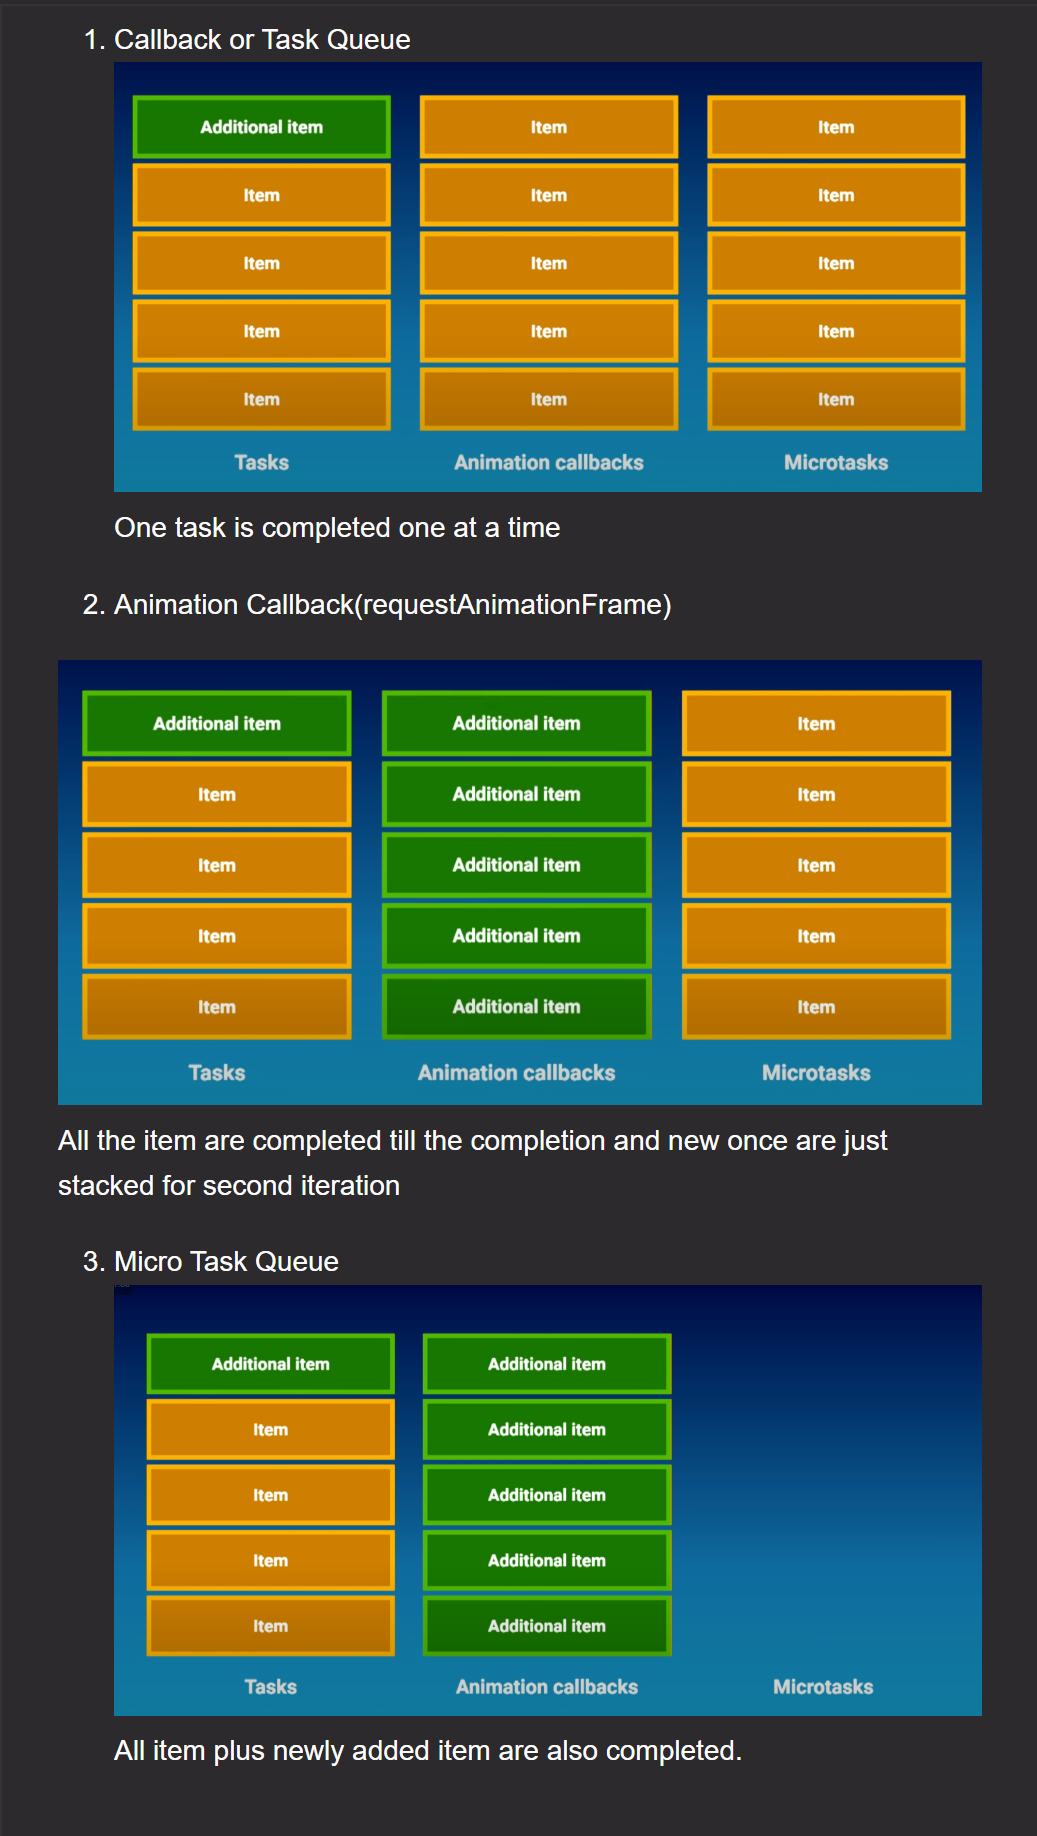 1. Callback or Task Queue
Additional item Item Item
Item Item Item
Item Item Item
Item Item Item
Item Item Item
Tasks Animation callbacks Microtasks
One task is completed one at a time
2. Animation Callback(requestAnimationFrame)
Additional item Additional item Item
Item Additional item Item
Item Additional item Item
Item Additional item Item
Item Additional item Item
Tasks Animation callbacks Microtasks
All the item are completed till the completion and new once are just
stacked for second iteration
3. Micro Task Queue
Additional item Additional item
Item Additional item
Item Additional item
Item Additional item
Item Additional item
Tasks Animation callbacks Microtasks
All item plus newly added item are also completed.